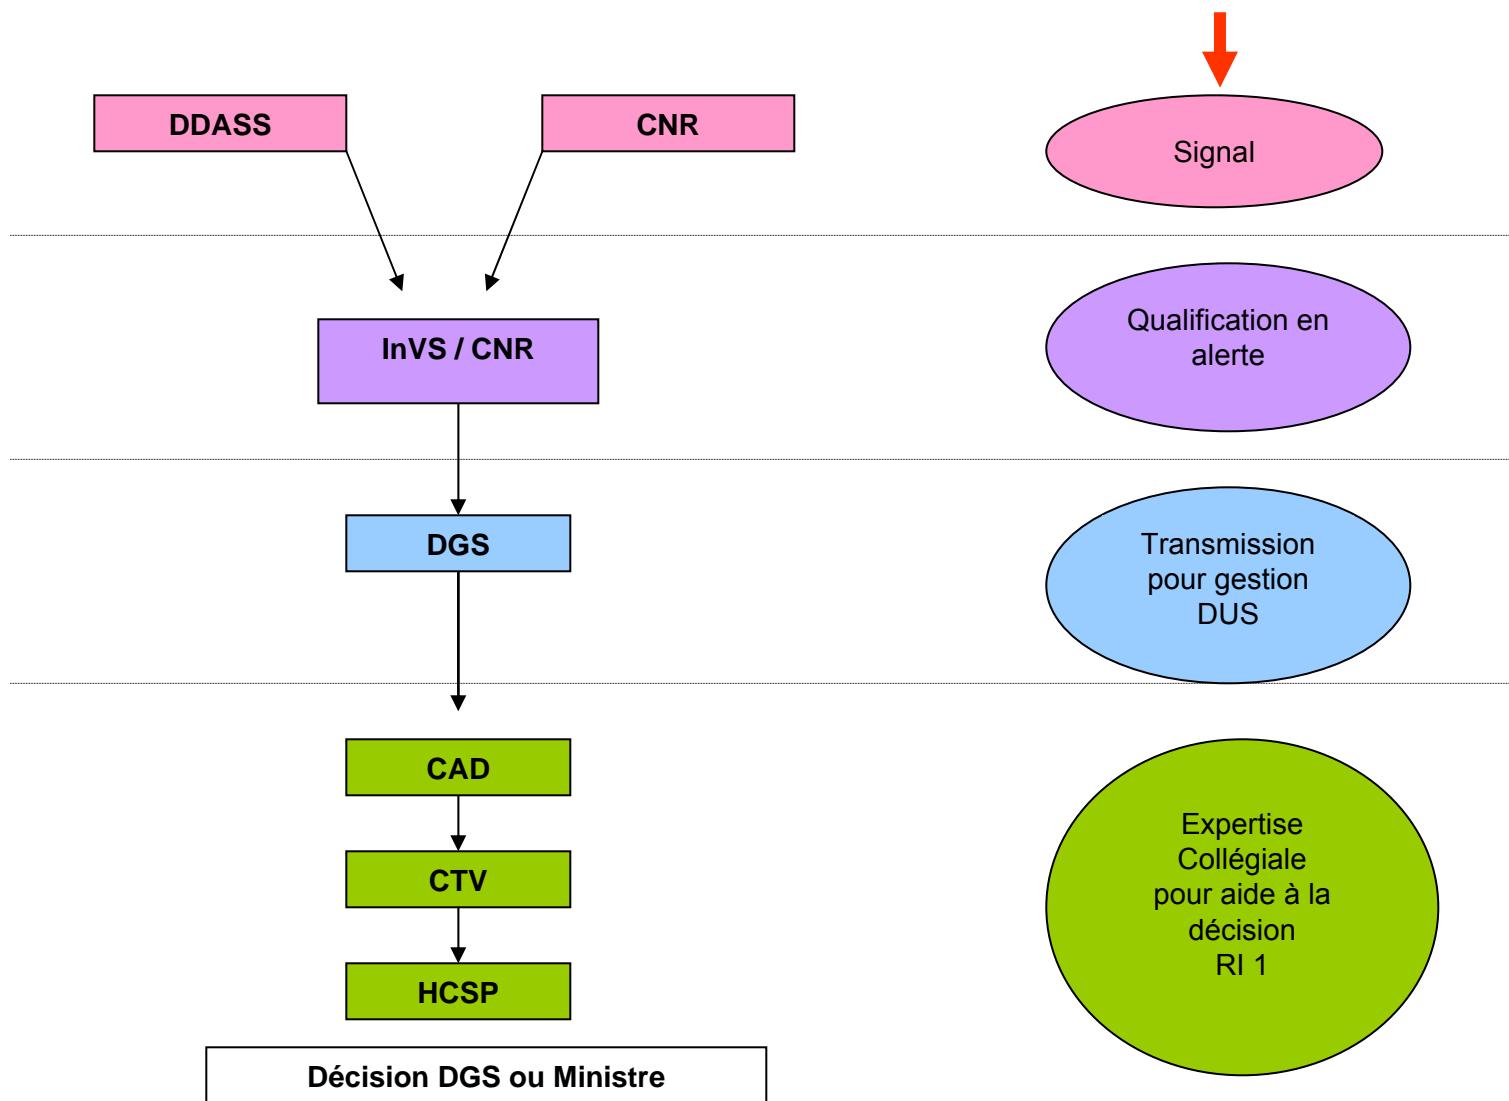 DDASS
CNR
Signal
InVS / CNR
Qualification en
alerte
DGS
Transmission
pour gestion
DUS
CAD
CTV
HCSP
Expertise
Collégiale
pour aide à la
décision
RI 1
Décision DGS ou Ministre